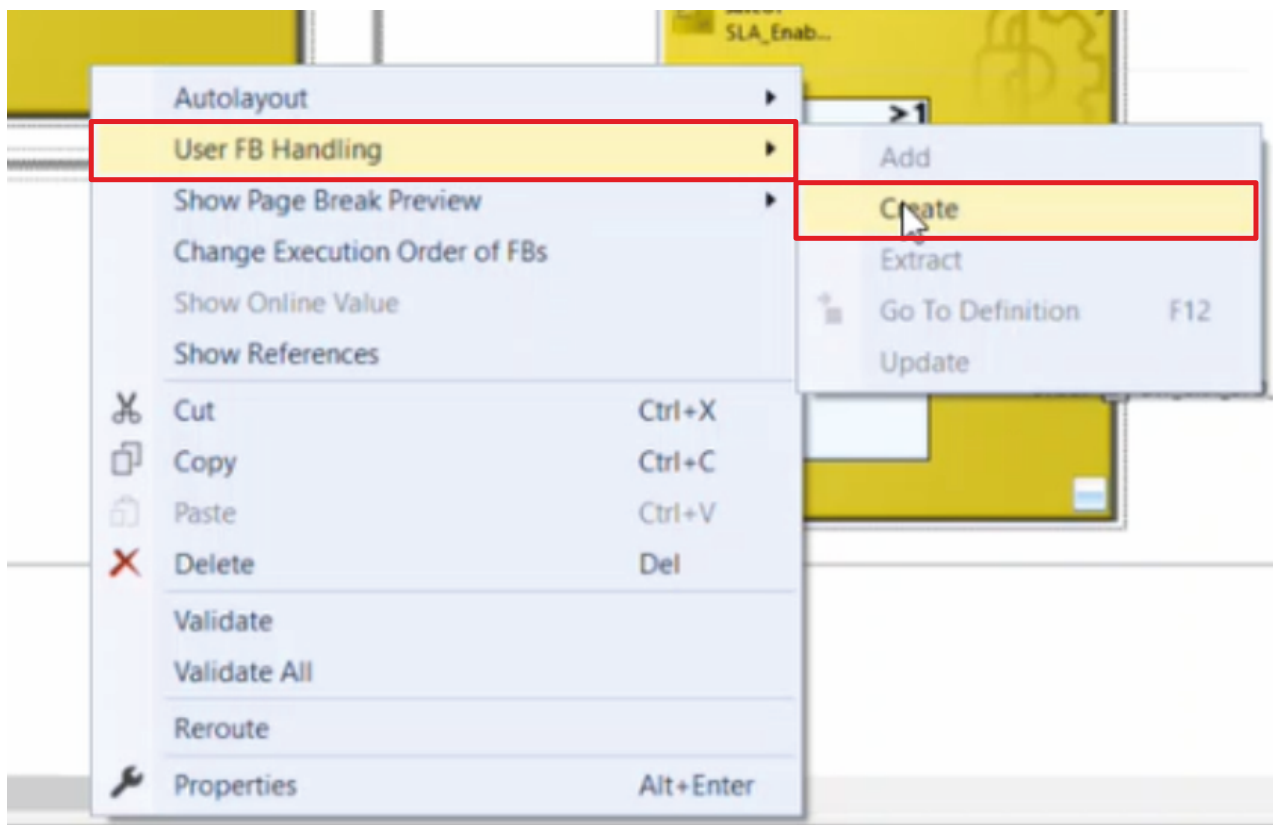 SLA_Enab...
Autolayout
>1
User FB Handling
Add
Show Page Break Preview
Create
Change Execution Order of FBs
Extract
Show Online Value
Go To Definition F12
Show References
Update
Cut Ctrl+X
Copy Ctrl+C
Paste Ctrl+V
Delete Del
Validate
Validate All
Reroute
Properties Alt+Enter